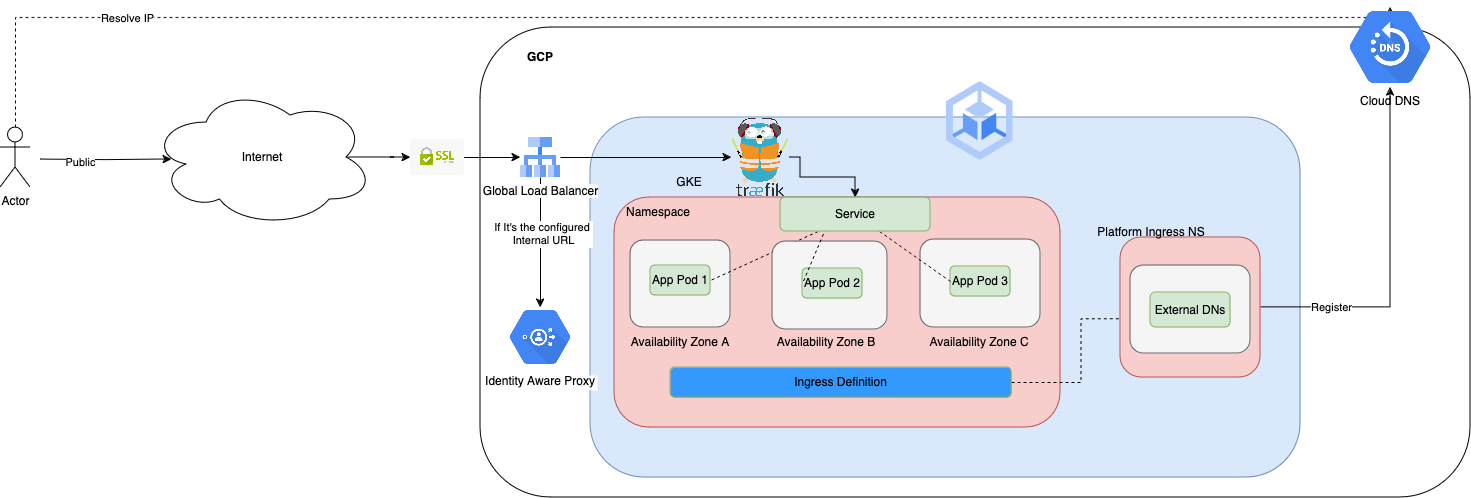 Resolve IP
GCP
DNS
Cloud DNS
Public
Internet
SSL
Global Load Balancer
træfik
GKE
Namespace
Service
If It's the configured
Internal URL
Platform Ingress NS
App Pod 1
App Pod 2
App Pod 3
External DNs
Register
Actor
Availability Zone A
Availability Zone B
Availability Zone C
Identity Aware Proxy
Ingress Definition